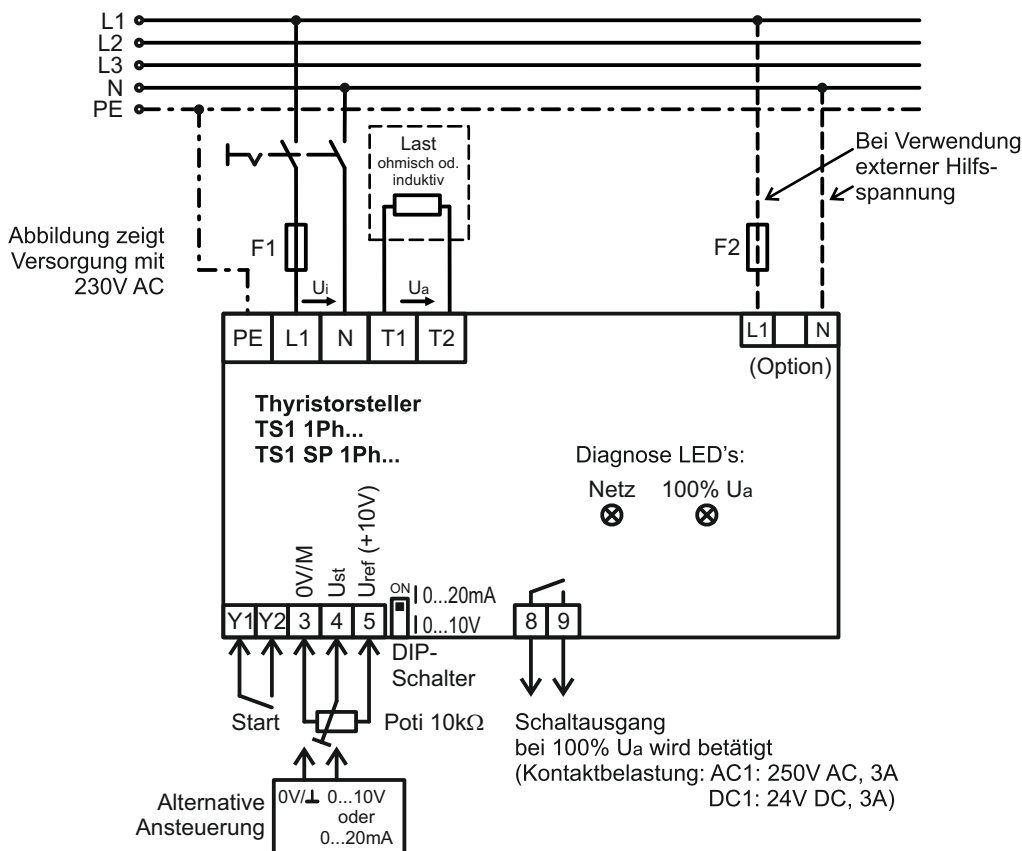 L1
L2
L3
N
PE
Last
ohmisch od.
induktiv
Bei Verwendung
externer Hilfs-
spannung
Abbildung zeigt
Versorgung mit
230V AC
F1
F2
Ui
Ua
PE L1 N T1 T2
L1 N
(Option)
Thyristorsteller
TS1 1Ph...
TS1 SP 1Ph...
Diagnose LED's:
Netz 100% Ua
0V/M
Ust
Uref (+10V)
ON
0...20mA
0...10V
Y1 Y2 3 4 5
8 9
DIP-
Schalter
Start
Poti 10kΩ
Schaltausgang
bei 100% Ua wird betätigt
(Kontaktbelastung: AC1: 250V AC, 3A
DC1: 24V DC, 3A)
Alternative
Ansteuerung
0V/⊥ 0...10V
oder
0...20mA